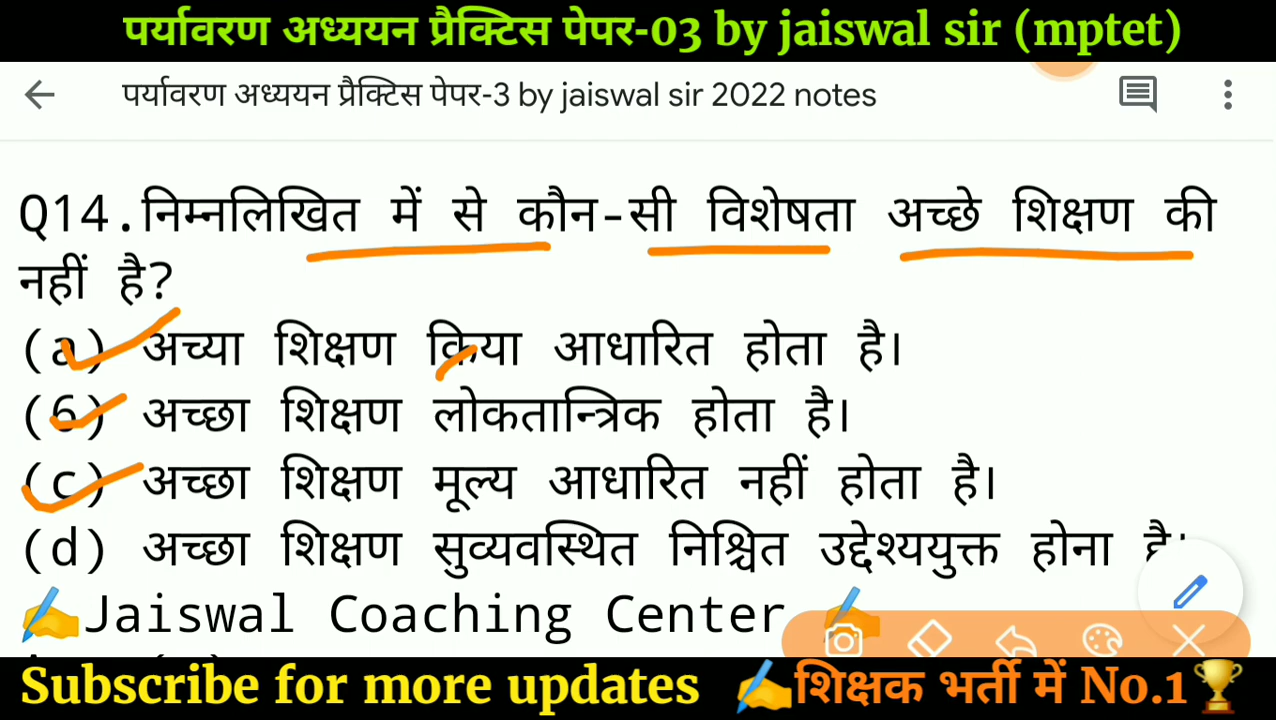 पर्यावरण अध्ययन प्रैक्टिस पेपर-03 by jaiswal sir (mptet)
पर्यावरण अध्ययन प्रैक्टिस पेपर-3 by jaiswal sir 2022 notes
Q14.निम्नलिखित में से कौन-सी विशेषता अच्छे शिक्षण की
नहीं है?
(a) अच्या शिक्षण किया आधारित होता है।
(6) अच्छा शिक्षण लोकतान्त्रिक होता है।
(c) अच्छा शिक्षण मूल्य आधारित नहीं होता है।
(d) अच्छा शिक्षण सुव्यवस्थित निश्चित उद्देश्ययुक्त होना है।
✍️Jaiswal Coaching Center ✍️
Subscribe for more updates ✍️शिक्षक भर्ती में No.1🏆